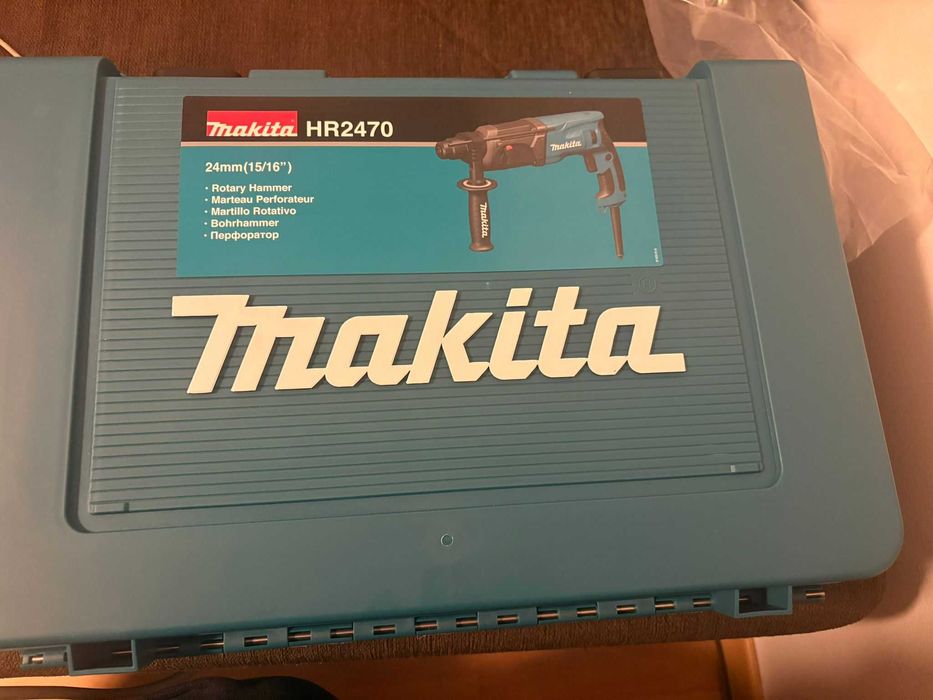 makita HR2470
24mm(15/16")
· Rotary Hammer
· Marteau Perforateur
· Martillo Rotativo
· Bohrhammer
· Перфоратор
makita
makita
makita
®